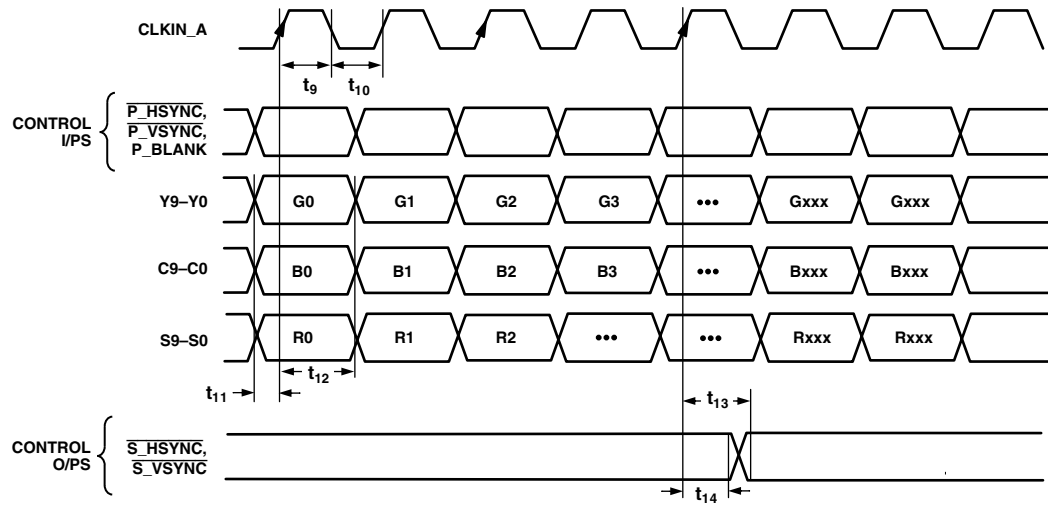 CLKIN_A
t9
t10
CONTROL
I/PS
P_HSYNC,
P_VSYNC,
P_BLANK
Y9–Y0
G0 G1 G2 G3 ••• Gxxx Gxxx
C9–C0
B0 B1 B2 B3 ••• Bxxx Bxxx
S9–S0
R0 R1 R2 ••• ••• Rxxx Rxxx
t11
t12
t13
CONTROL
O/PS
S_HSYNC,
S_VSYNC
t14